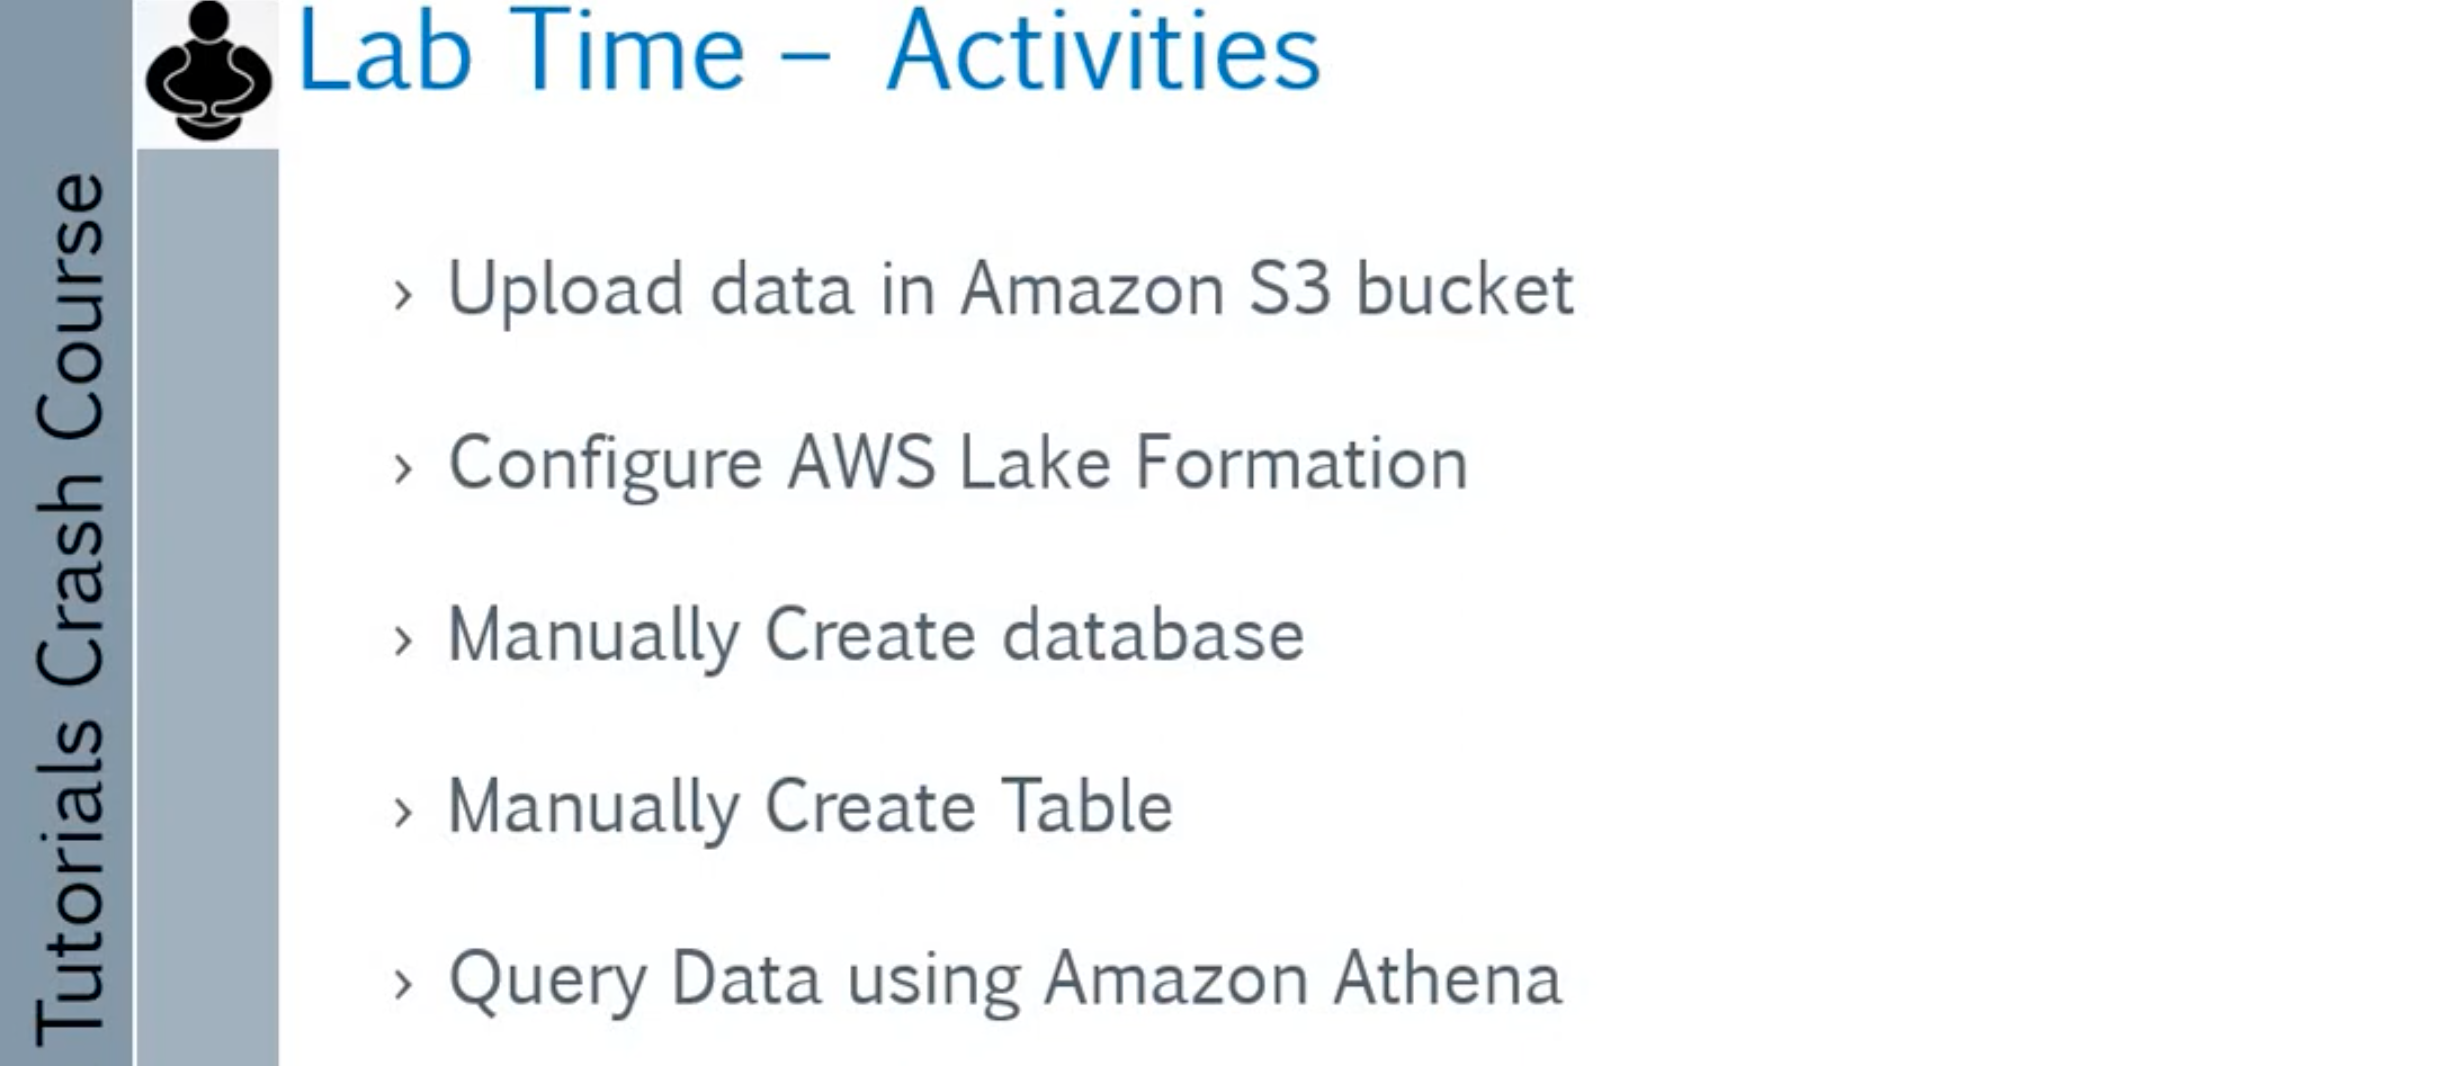 Lab Time – Activities
Tutorials Crash Course
› Upload data in Amazon S3 bucket
› Configure AWS Lake Formation
› Manually Create database
› Manually Create Table
› Query Data using Amazon Athena